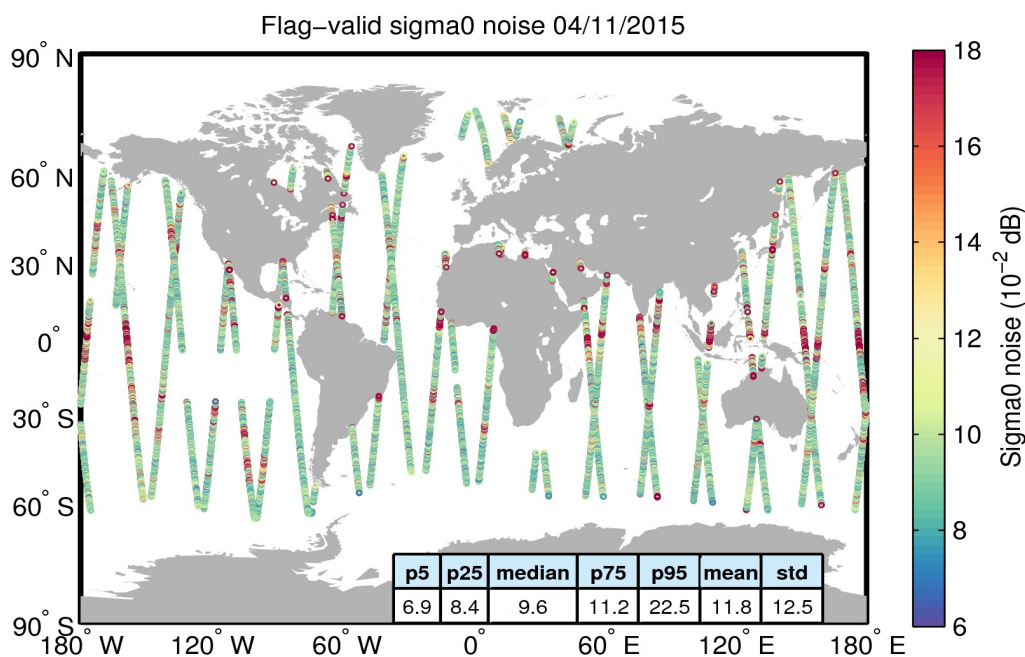 Flag−valid sigma0 noise 04/11/2015
90° N
60° N
30° N
0°
30° S
60° S
90° S
180° W
120° W
60° W
0°
60° E
120° E
180° E
p5 p25 median p75 p95 mean std
6.9 8.4 9.6 11.2 22.5 11.8 12.5
18
16
14
12
10
8
6
Sigma0 noise (10⁻² dB)